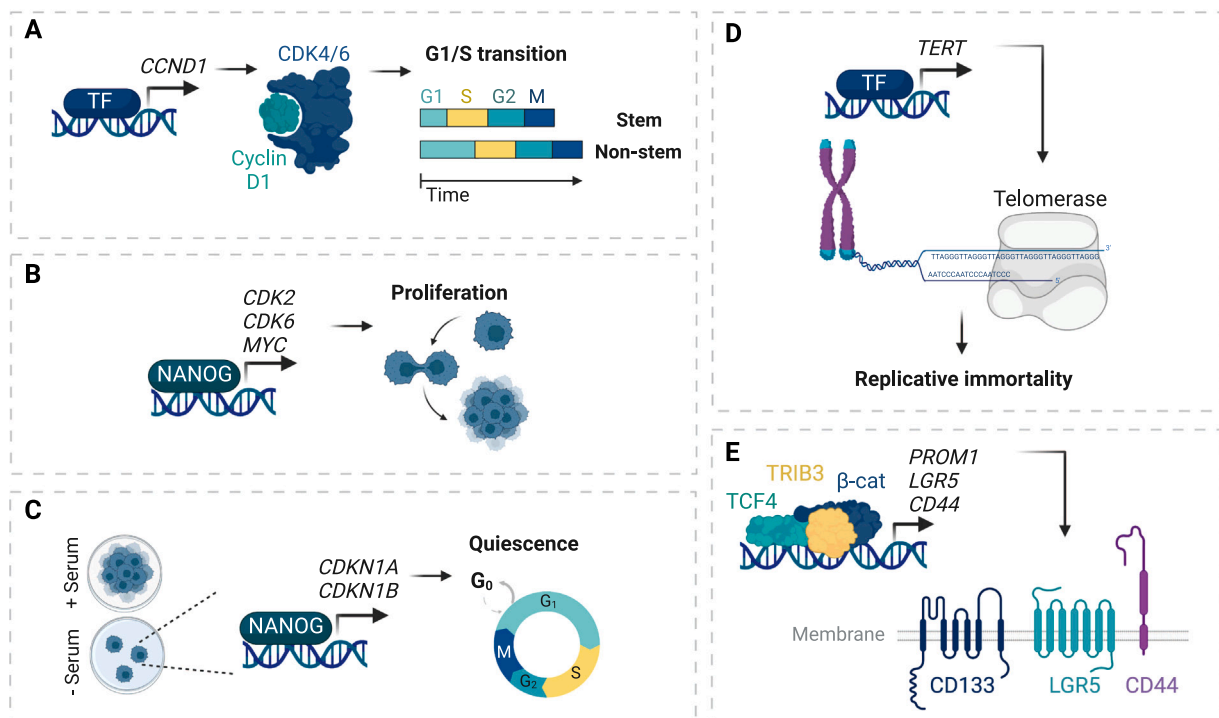 A
CCND1
TF
CDK4/6
Cyclin
D1
G1/S transition
G1 S G2 M
Stem
Non-stem
Time
B
CDK2
CDK6
MYC
NANOG
Proliferation
C
+ Serum
- Serum
CDKN1A
CDKN1B
NANOG
Quiescence
G₀
G₁
S
G₂
M
D
TERT
TF
Telomerase
3'
TTAGGGTTAGGGTTAGGGTTAGGGTTAGGGTTAGGG
AATCCCAATCCCAATCCC
5'
Replicative immortality
E
TRIB3
TCF4
β-cat
PROM1
LGR5
CD44
Membrane
CD133
LGR5
CD44